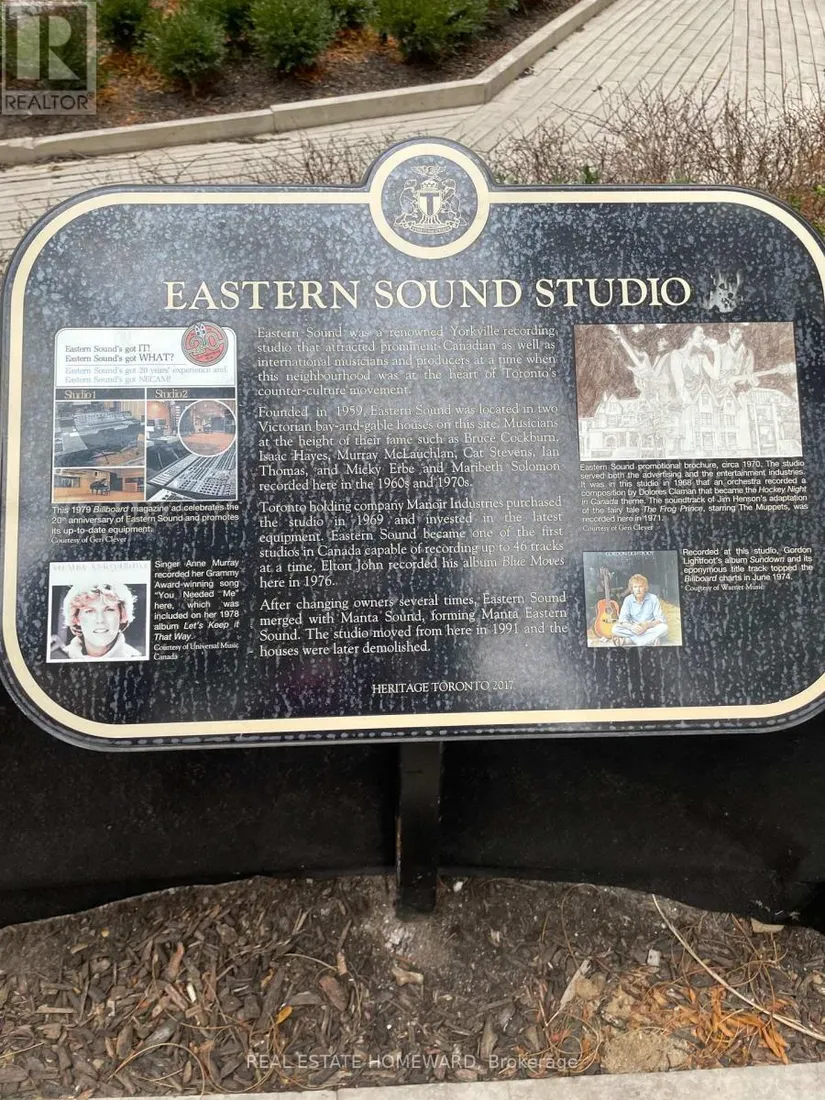 R
REALTOR
T
EASTERN SOUND STUDIO
Eastern Sound's got IT!
Eastern Sound's got WHAT?
Eastern Sound's got 20 years' experience and
Eastern Sound's got NECAM!
20
Studio 1
Studio 2
This 1979 Billboard magazine ad celebrates the
20th anniversary of Eastern Sound and promotes
its up-to-date equipment.
Courtesy of Geri Clever
Singer Anne Murray
recorded her Grammy
Award-winning song
"You Needed Me"
here, which was
included on her 1978
album Let's Keep it
That Way.
Courtesy of Universal Music
Canada
Eastern Sound was a renowned Yorkville recording
studio that attracted prominent Canadian as well as
international musicians and producers at a time when
this neighbourhood was at the heart of Toronto's
counter-culture movement.
Founded in 1959, Eastern Sound was located in two
Victorian bay-and-gable houses on this site. Musicians
at the height of their fame such as Bruce Cockburn,
Isaac Hayes, Murray McLauchlan, Cat Stevens, Ian
Thomas, and Micky Erbe and Maribeth Solomon
recorded here in the 1960s and 1970s.
Toronto holding company Manoir Industries purchased
the studio in 1969 and invested in the latest
equipment. Eastern Sound became one of the first
studios in Canada capable of recording up to 46 tracks
at a time. Elton John recorded his album Blue Moves
here in 1976.
After changing owners several times, Eastern Sound
merged with Manta Sound, forming Manta Eastern
Sound. The studio moved from here in 1991 and the
houses were later demolished.
HERITAGE TORONTO 2017
Eastern Sound promotional brochure, circa 1970. The studio
served both the advertising and the entertainment industries.
It was in this studio in 1968 that an orchestra recorded a
composition by Dolores Claman that became the Hockey Night
in Canada theme. The soundtrack of Jim Henson's adaptation
of the fairy tale The Frog Prince, starring The Muppets, was
recorded here in 1971.
Courtesy of Geri Clever
GORDON LIGHTFOOT
Recorded at this studio, Gordon
Lightfoot's album Sundown and its
eponymous title track topped the
Billboard charts in June 1974.
Courtesy of Warner Music
REAL ESTATE HOMEWARD, Brokerage